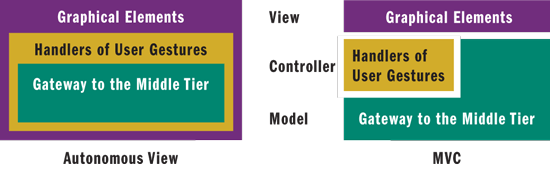 Graphical Elements
Handlers of User Gestures
Gateway to the Middle Tier
Autonomous View
View
Graphical Elements
Controller
Handlers of
User Gestures
Model
Gateway to the Middle Tier
MVC